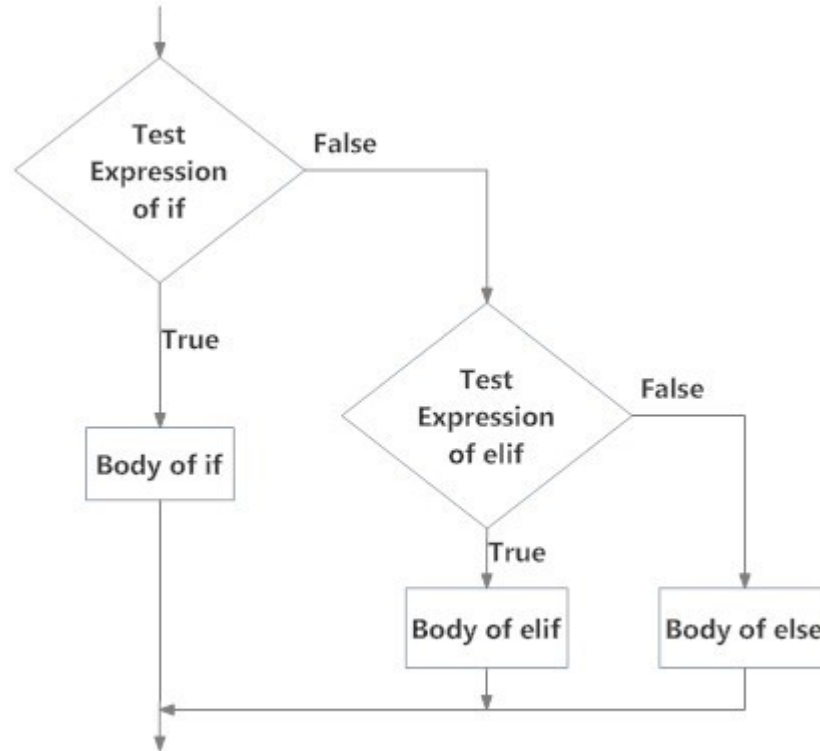 Test
Expression
of if
False
True
Body of if
Test
Expression
of elif
False
True
Body of elif
Body of else